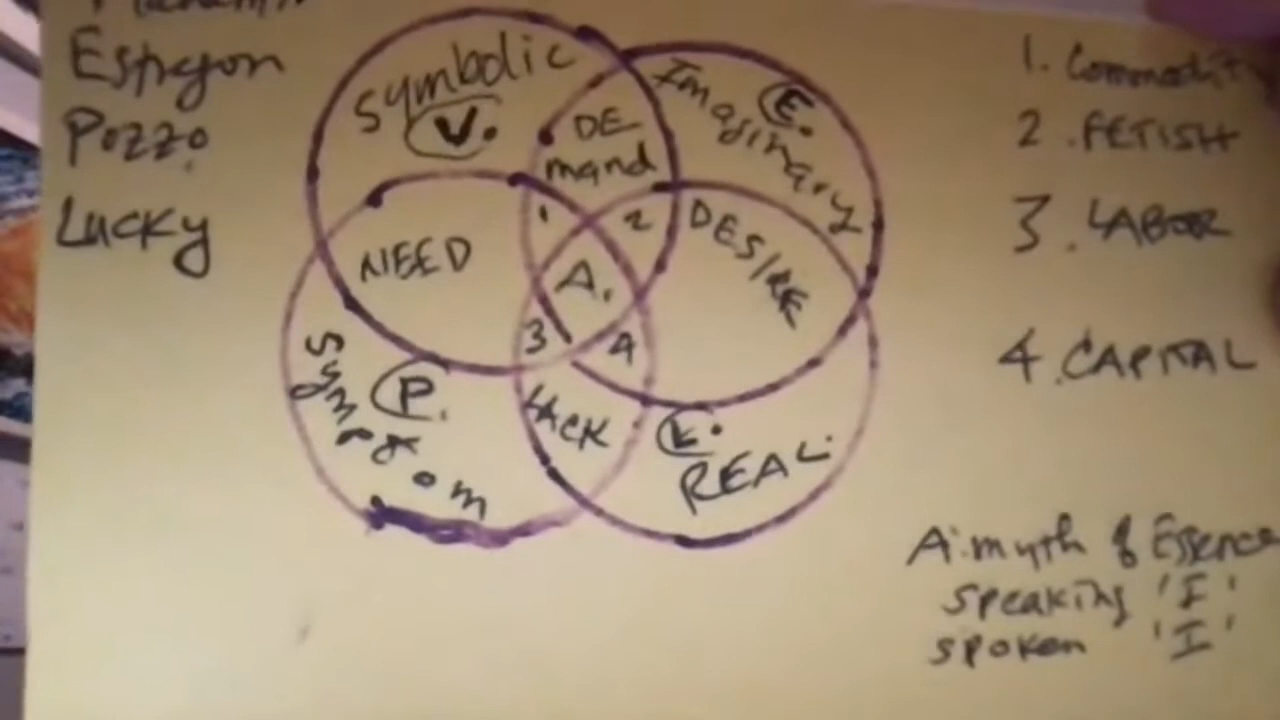 Estragon
Pozzo
Lucky
Symbolic
V.
DE
mand
Imaginary
E.
1
2
NEED
A.
DESIRE
3
4
Symptom
P.
LACK
L.
REAL
1. Commodity
2. FETISH
3. LABOR
4. CAPITAL
A: myth of Essence
speaking 'I'
spoken 'I'